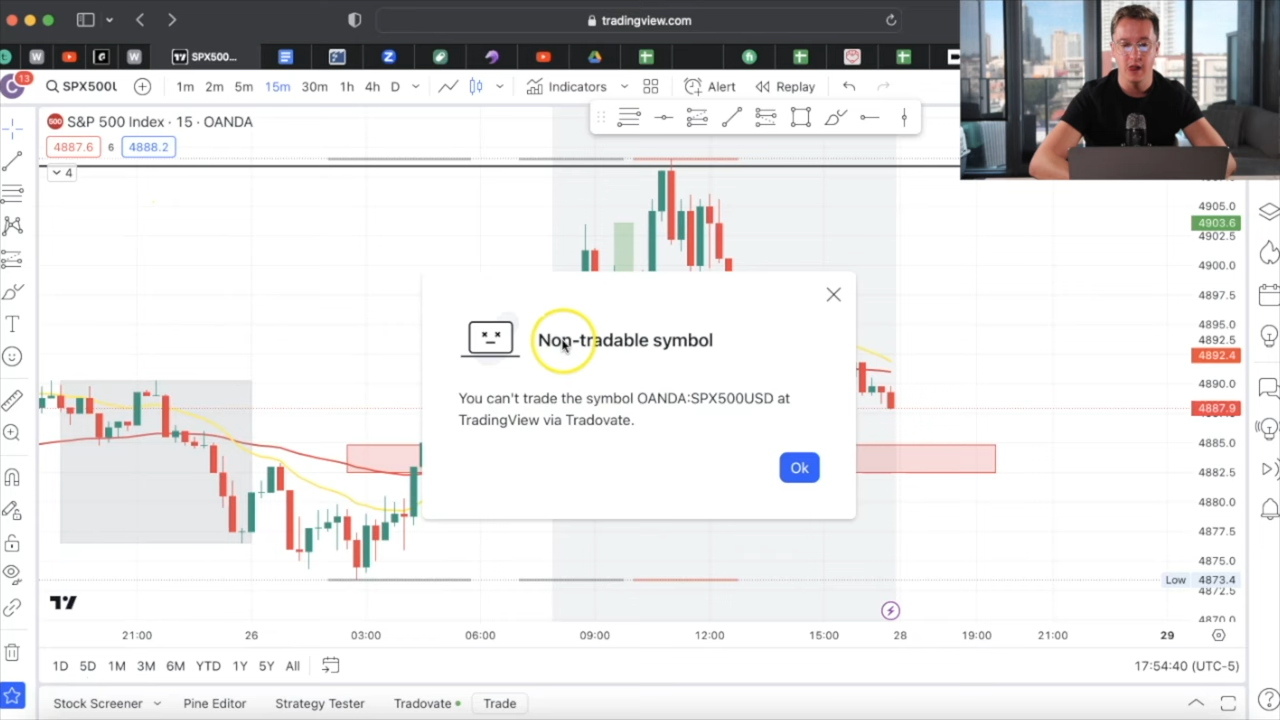 tradingview.com
SPX500...
13
SPX500U
1m 2m 5m 15m 30m 1h 4h D
Indicators
Alert
Replay
S&P 500 Index · 15 · OANDA
4887.6 6 4888.2
4
4905.0
4903.6
4902.5
4900.0
4897.5
4895.0
4892.5
4892.4
4890.0
4887.9
4885.0
4882.5
4880.0
4877.5
4875.0
Low 4873.4
4872.5
4870.0
Non-tradable symbol
You can't trade the symbol OANDA:SPX500USD at
TradingView via Tradovate.
Ok
21:00 26 03:00 06:00 09:00 12:00 15:00 28 19:00 21:00 29
1D 5D 1M 3M 6M YTD 1Y 5Y All
17:54:40 (UTC-5)
Stock Screener Pine Editor Strategy Tester Tradovate Trade